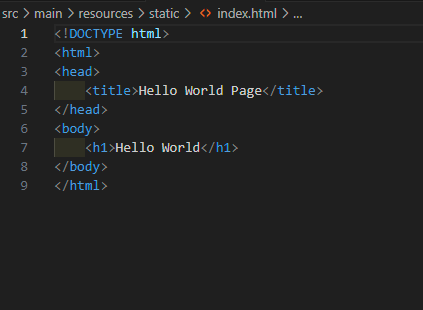 src > main > resources > static > <> index.html > ...
1 <!DOCTYPE html>
2 <html>
3 <head>
4     <title>Hello World Page</title>
5 </head>
6 <body>
7     <h1>Hello World</h1>
8 </body>
9 </html>